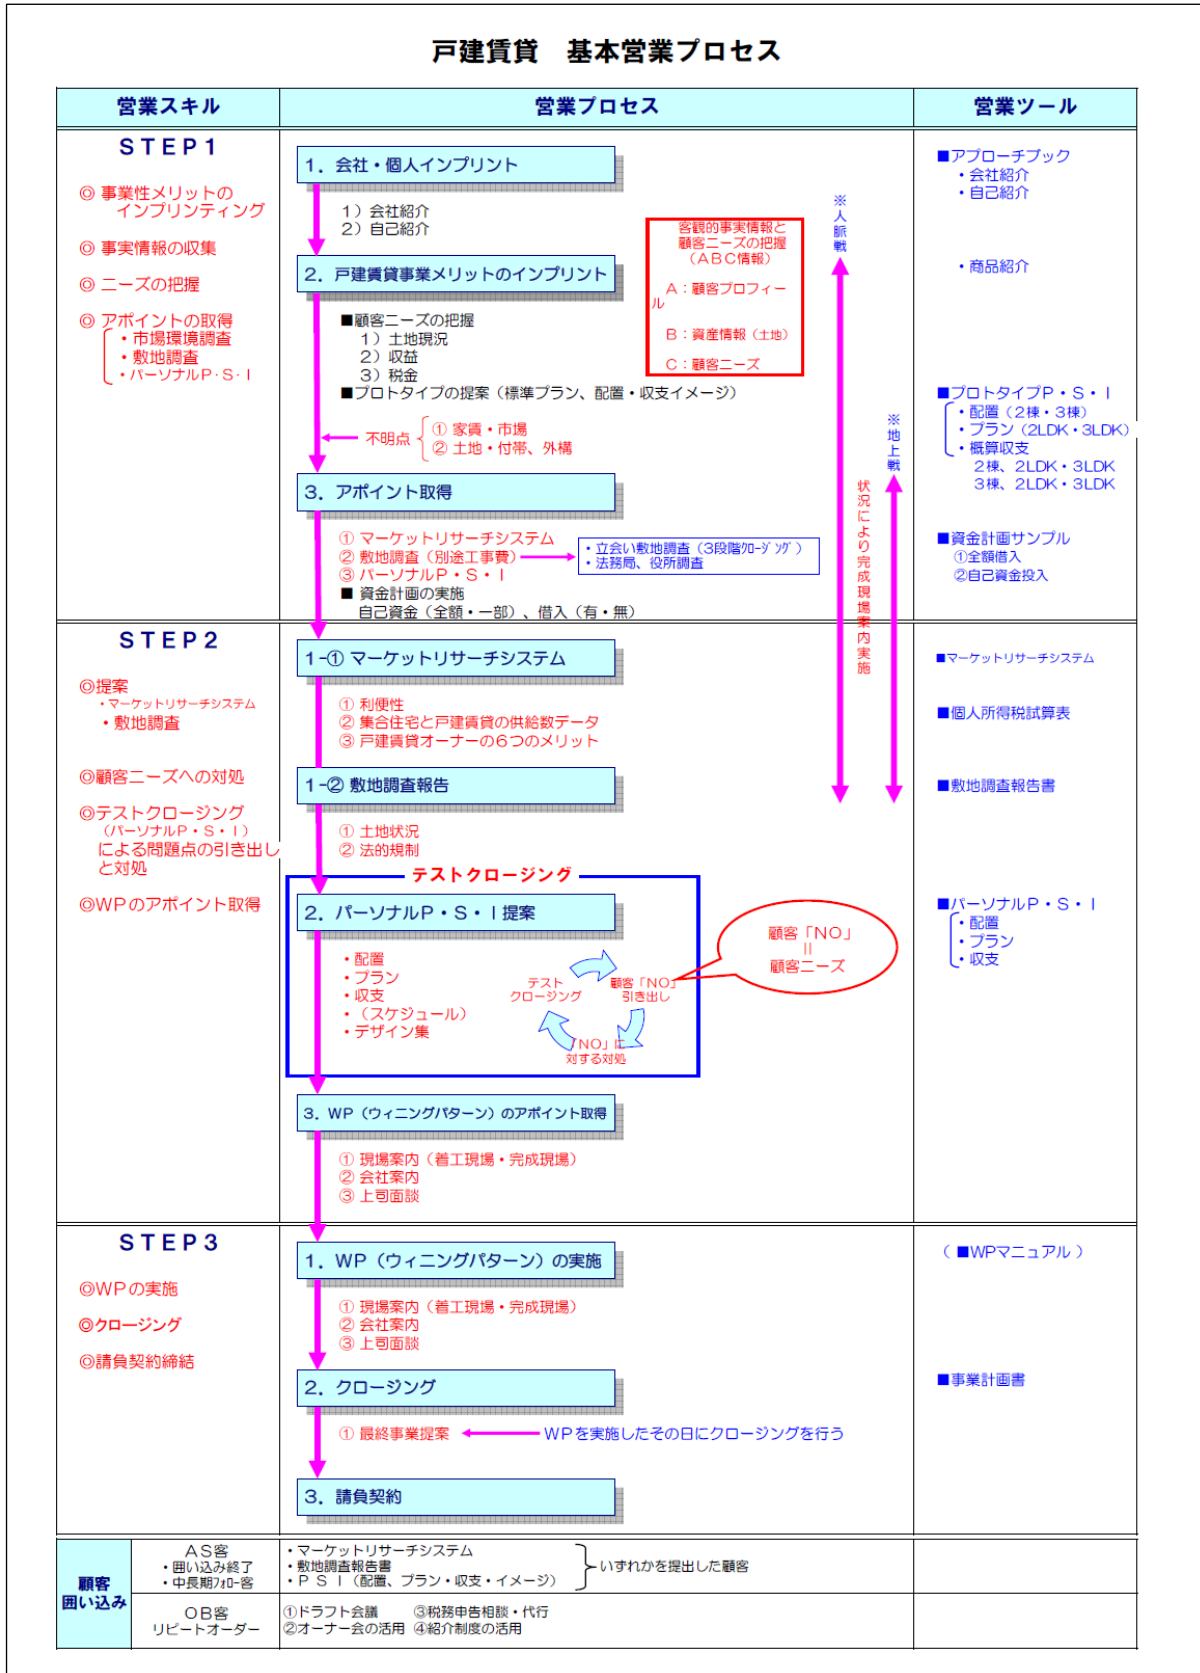 戸建賃貸　基本営業プロセス
営業スキル
営業プロセス
営業ツール
ＳＴＥＰ１
◎ 事業性メリットの
インプリンティング
◎ 事実情報の収集
◎ ニーズの把握
◎ アポイントの取得
・市場環境調査
・敷地調査
・パーソナルＰ・Ｓ・Ｉ
１．会社・個人インプリント
１）会社紹介
２）自己紹介
２．戸建賃貸事業メリットのインプリント
■顧客ニーズの把握
１）土地現況
２）収益
３）税金
■プロトタイプの提案（標準プラン、配置・収支イメージ）
不明点
① 家賃・市場
② 土地・付帯、外構
３．アポイント取得
① マーケットリサーチシステム
② 敷地調査（別途工事費）
③ パーソナルＰ・Ｓ・Ｉ
■ 資金計画の実施
自己資金（全額・一部）、借入（有・無）
・立会い敷地調査（３段階ｸﾛｰｼﾞﾝｸﾞ）
・法務局、役所調査
客観的事実情報と
顧客ニーズの把握
（ＡＢＣ情報）
Ａ：顧客プロフィー
ル
Ｂ：資産情報（土地）
Ｃ：顧客ニーズ
※人脈戦
※地上戦
状況により完成現場案内実施
■アプローチブック
・会社紹介
・自己紹介
・商品紹介
■プロトタイプＰ・Ｓ・Ｉ
・配置（２棟・３棟）
・プラン（2LDK・3LDK）
・概算収支
２棟、2LDK・3LDK
３棟、2LDK・3LDK
■資金計画サンプル
①全額借入
②自己資金投入
ＳＴＥＰ２
◎提案
・マーケットリサーチシステム
・敷地調査
◎顧客ニーズへの対処
◎テストクロージング
（パーソナルＰ・Ｓ・Ｉ）
による問題点の引き出し
と対処
◎ＷＰのアポイント取得
１-① マーケットリサーチシステム
① 利便性
② 集合住宅と戸建賃貸の供給数データ
③ 戸建賃貸オーナーの６つのメリット
１-② 敷地調査報告
① 土地状況
② 法的規制
テストクロージング
２．パーソナルＰ・Ｓ・Ｉ提案
・配置
・プラン
・収支
・（スケジュール）
・デザイン集
テスト
クロージング
顧客「NO」
引き出し
「NO」に
対する対処
顧客「NO」
||
顧客ニーズ
３．WP（ウィニングパターン）のアポイント取得
① 現場案内（着工現場・完成現場）
② 会社案内
③ 上司面談
■マーケットリサーチシステム
■個人所得税試算表
■敷地調査報告書
■パーソナルＰ・Ｓ・Ｉ
・配置
・プラン
・収支
ＳＴＥＰ３
◎ＷＰの実施
◎クロージング
◎請負契約締結
１．ＷＰ（ウィニングパターン）の実施
① 現場案内（着工現場・完成現場）
② 会社案内
③ 上司面談
２．クロージング
① 最終事業提案
ＷＰを実施したその日にクロージングを行う
３．請負契約
（ ■WPマニュアル ）
■事業計画書
顧客
囲い込み
ＡＳ客
・囲い込み終了
・中長期ﾌｫﾛｰ客
・マーケットリサーチシステム
・敷地調査報告書
・ＰＳＩ（配置、プラン・収支・イメージ）
いずれかを提出した顧客
ＯＢ客
リピートオーダー
①ドラフト会議　③税務申告相談・代行
②オーナー会の活用　④紹介制度の活用